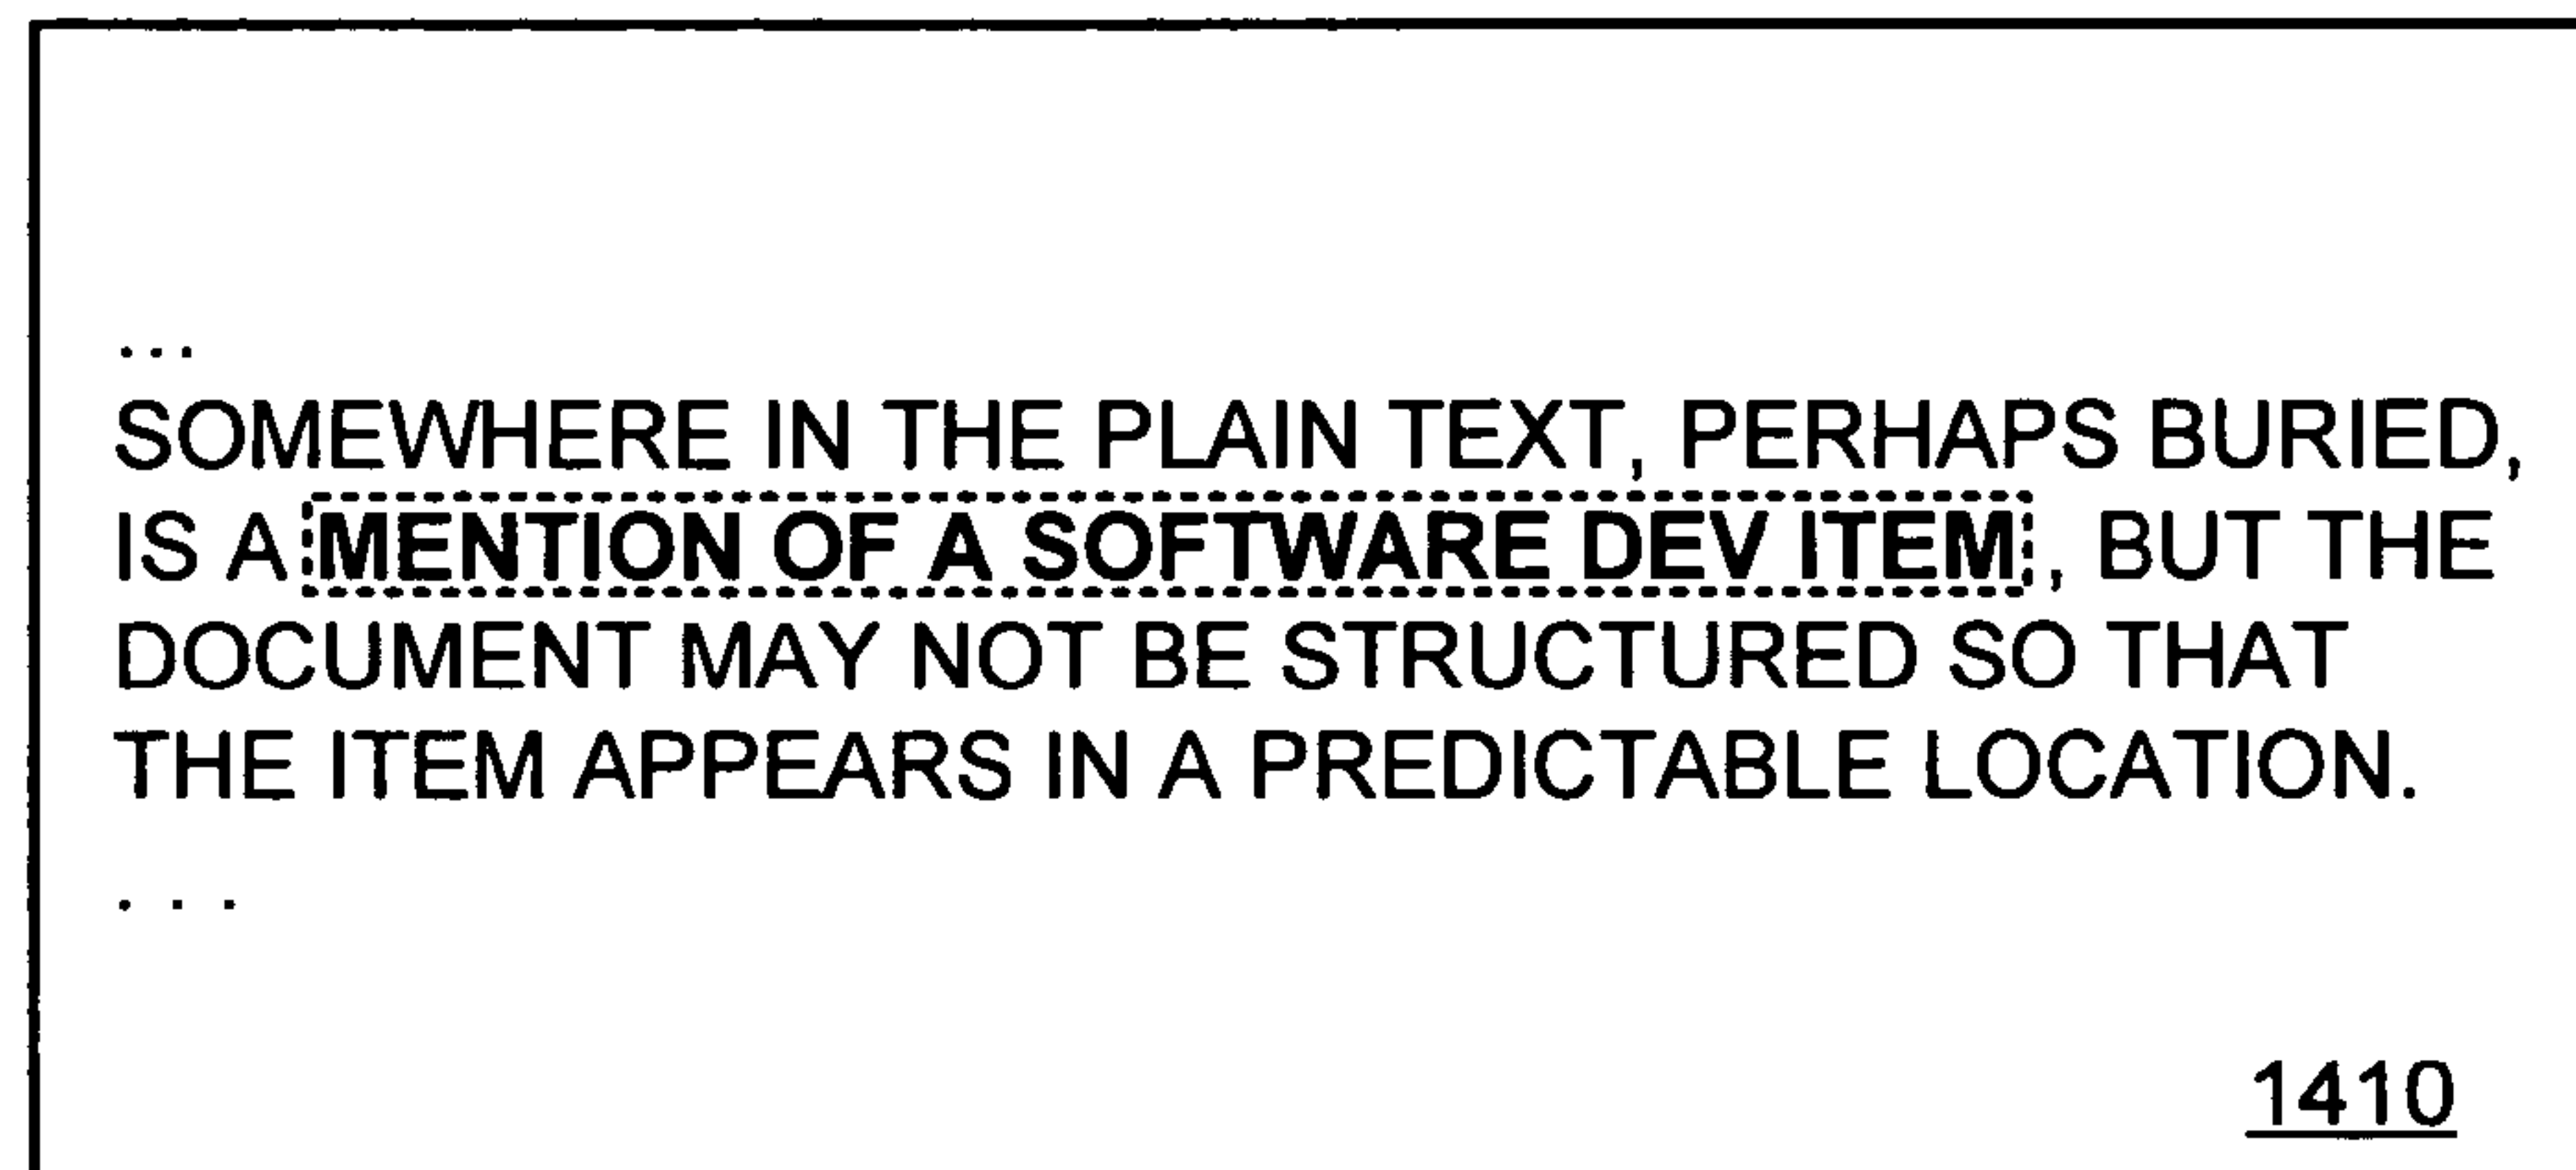 ...
SOMEWHERE IN THE PLAIN TEXT, PERHAPS BURIED,
IS A MENTION OF A SOFTWARE DEV ITEM, BUT THE
DOCUMENT MAY NOT BE STRUCTURED SO THAT
THE ITEM APPEARS IN A PREDICTABLE LOCATION.
. . .
1410